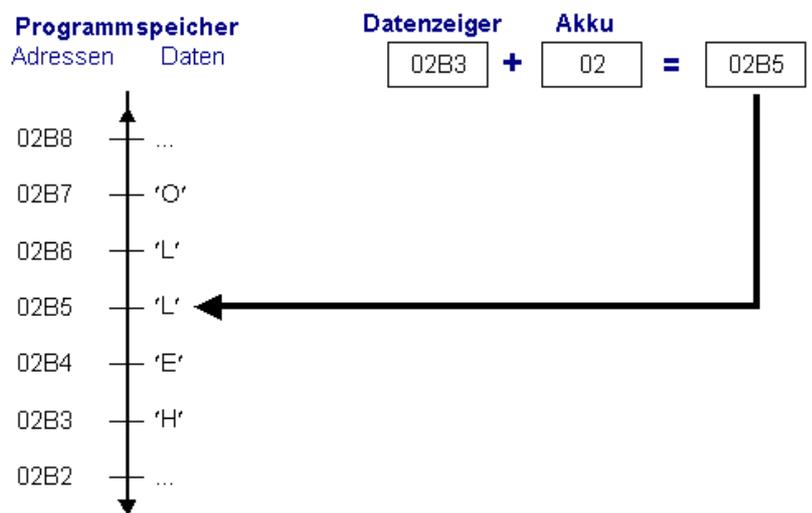 Programmspeicher
Adressen Daten
Datenzeiger Akku
02B3 + 02 = 02B5
02B8 ...
02B7 'O'
02B6 'L'
02B5 'L'
02B4 'E'
02B3 'H'
02B2 ...